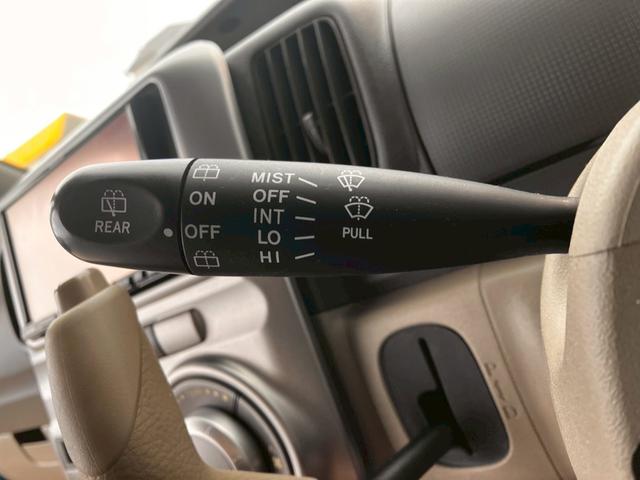 REAR
ON
OFF
MIST
OFF
INT
LO
HI
PULL